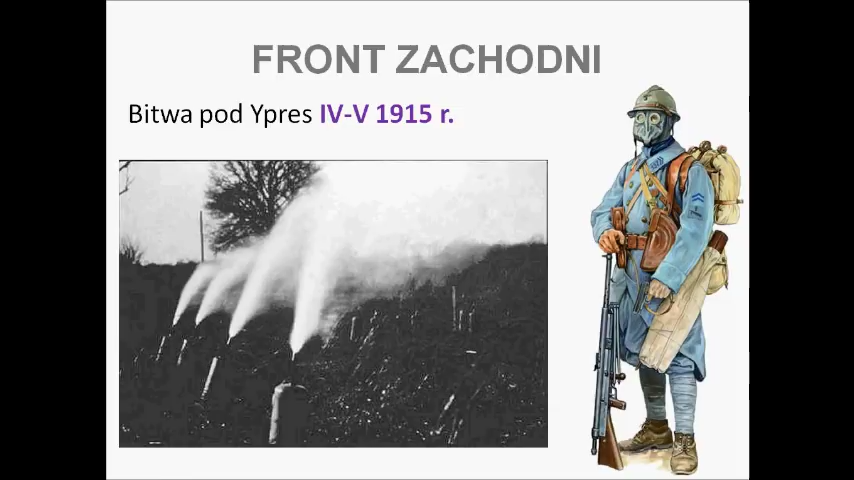 FRONT ZACHODNI
Bitwa pod Ypres IV-V 1915 r.